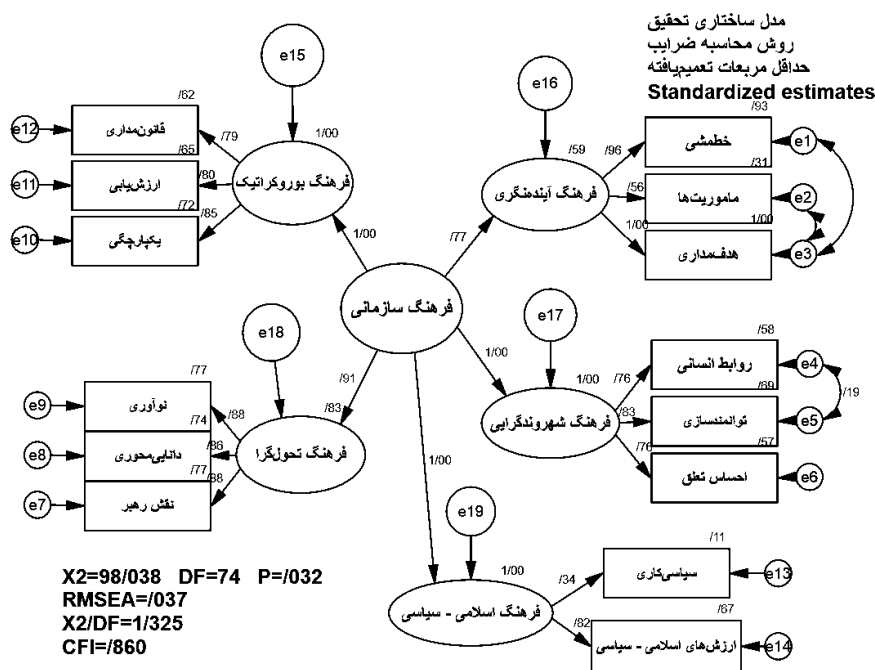 مدل ساختاری تحقیق
روش محاسبه ضرایب
حداقل مربعات تعمیم‌یافته
Standardized estimates
e15
e16
/62
/79
1/00
e12
قانون‌مداری
/65
/80
e11
ارزش‌یابی
فرهنگ بوروکراتیک
/72
/85
e10
یکپارچگی
1/00
/93
/59
/96
خطمشی
e1
/31
فرهنگ آینده‌نگری
/56
ماموریت‌ها
e2
1/00
1/00
هدف‌مداری
e3
/77
فرهنگ سازمانی
e18
e17
1/00
/91
1/00
/77
/83
e9
نوآوری
/88
/74
e8
دانایی‌محوری
/86
فرهنگ تحول‌گرا
/77
/88
e7
نقش رهبر
/58
1/00
/76
روابط انسانی
e4
/69
/19
فرهنگ شهروندگرایی
/83
توانمندسازی
e5
/57
/76
احساس تعلق
e6
1/00
e19
1/00
/11
/34
سیاسی‌کاری
e13
فرهنگ اسلامی - سیاسی
/67
/82
ارزش‌های اسلامی - سیاسی
e14
X2=98/038 DF=74 P=/032
RMSEA=/037
X2/DF=1/325
CFI=/860